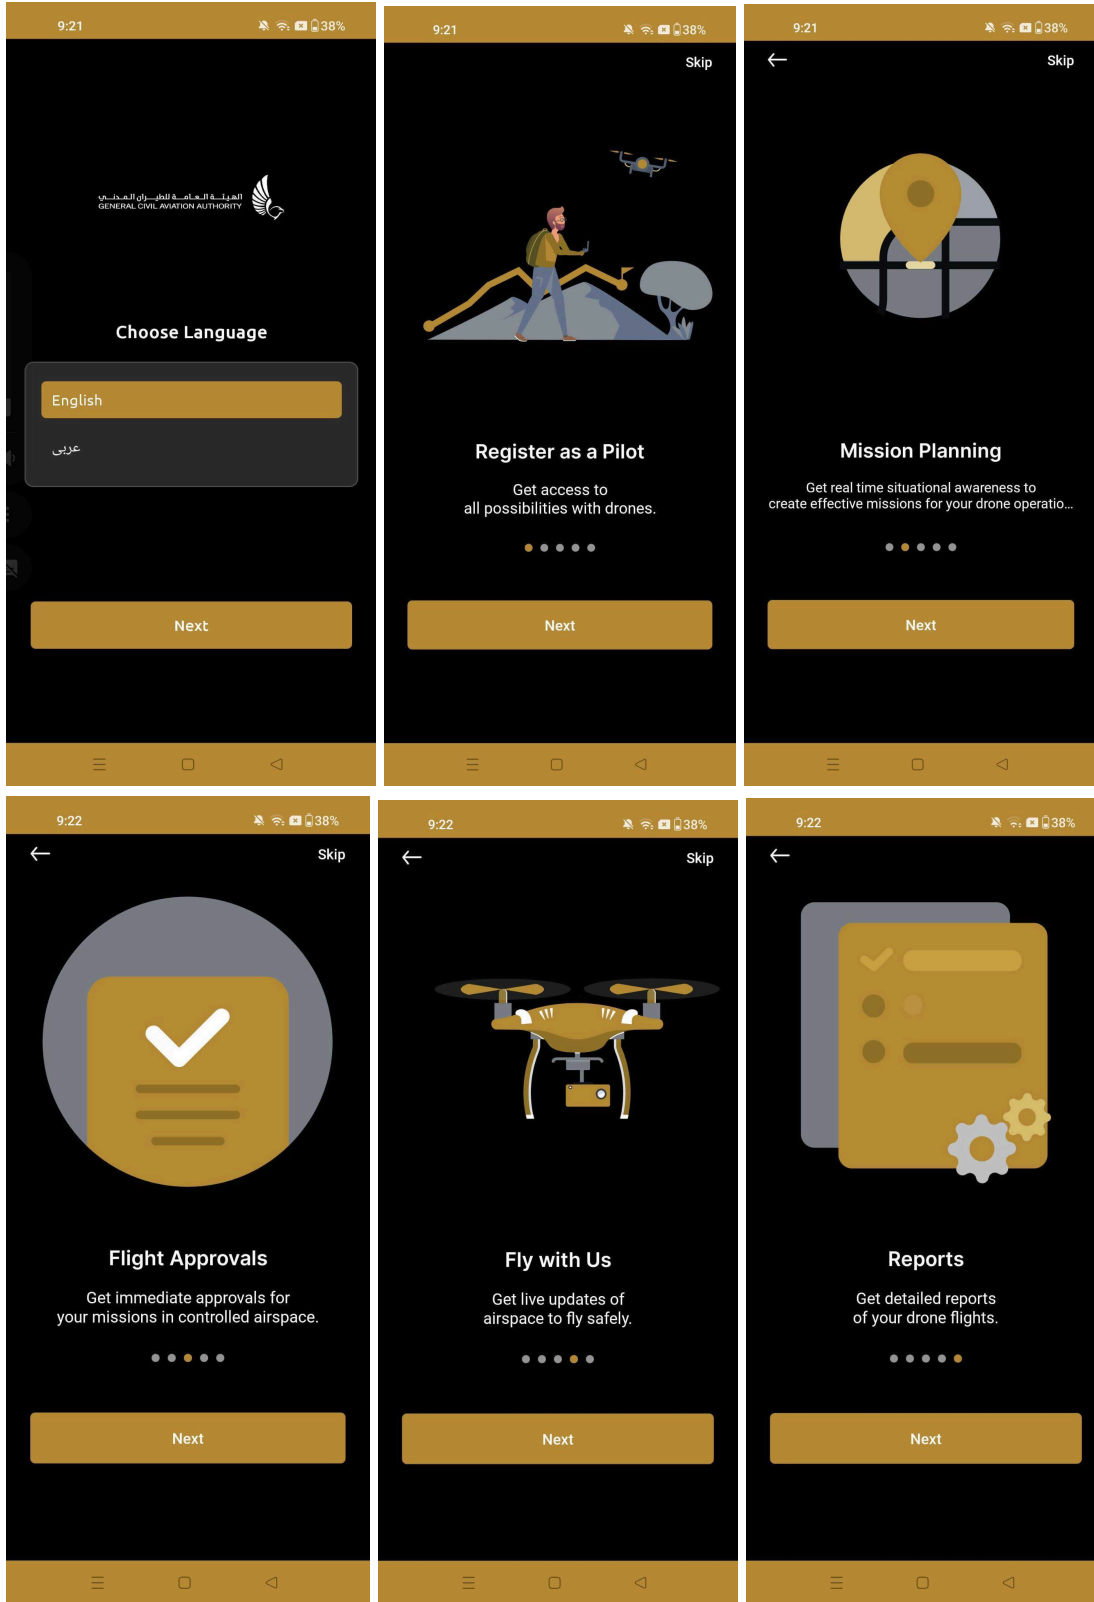 9:21
38%
الهيئـــة الـعـامـــة للطيـــران الـمـدنــي
GENERAL CIVIL AVIATION AUTHORITY
Choose Language
English
عربى
Next
9:21
38%
Skip
Register as a Pilot
Get access to
all possibilities with drones.
Next
9:21
38%
Skip
Mission Planning
Get real time situational awareness to
create effective missions for your drone operatio...
Next
9:22
38%
Skip
Flight Approvals
Get immediate approvals for
your missions in controlled airspace.
Next
9:22
38%
Skip
Fly with Us
Get live updates of
airspace to fly safely.
Next
9:22
38%
Reports
Get detailed reports
of your drone flights.
Next